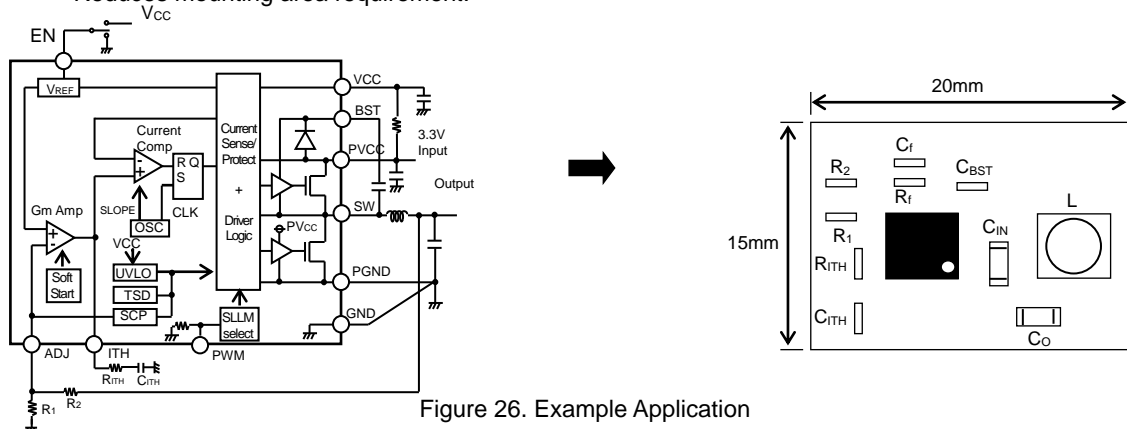 Reduces mounting area requirement.
VCC
EN
VREF
VCC
BST
Current
Comp
Current
Sense/
Protect
+
Driver
Logic
3.3V
Input
PVCC
R Q
S
CLK
SLOPE
OSC
Output
SW
Gm Amp
VCC
PVCC
UVLO
Soft
Start
TSD
SCP
PGND
SLLM
select
GND
ADJ
ITH
PWM
RITH
CITH
R1
R2
20mm
15mm
Cf
R2
CBST
Rf
L
R1
CIN
RITH
CITH
CO
Figure 26. Example Application